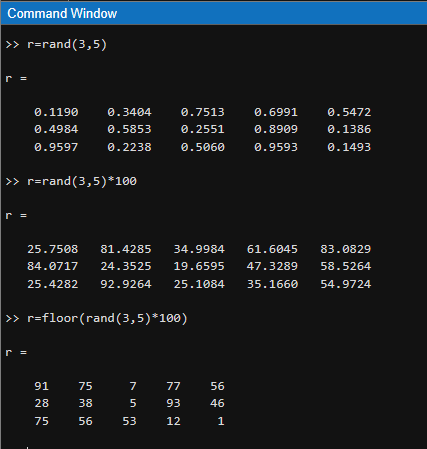 Command Window
>> r=rand(3,5)
r =
0.1190 0.3404 0.7513 0.6991 0.5472
0.4984 0.5853 0.2551 0.8909 0.1386
0.9597 0.2238 0.5060 0.9593 0.1493
>> r=rand(3,5)*100
r =
25.7508 81.4285 34.9984 61.6045 83.0829
84.0717 24.3525 19.6595 47.3289 58.5264
25.4282 92.9264 25.1084 35.1660 54.9724
>> r=floor(rand(3,5)*100)
r =
91 75 7 77 56
28 38 5 93 46
75 56 53 12 1